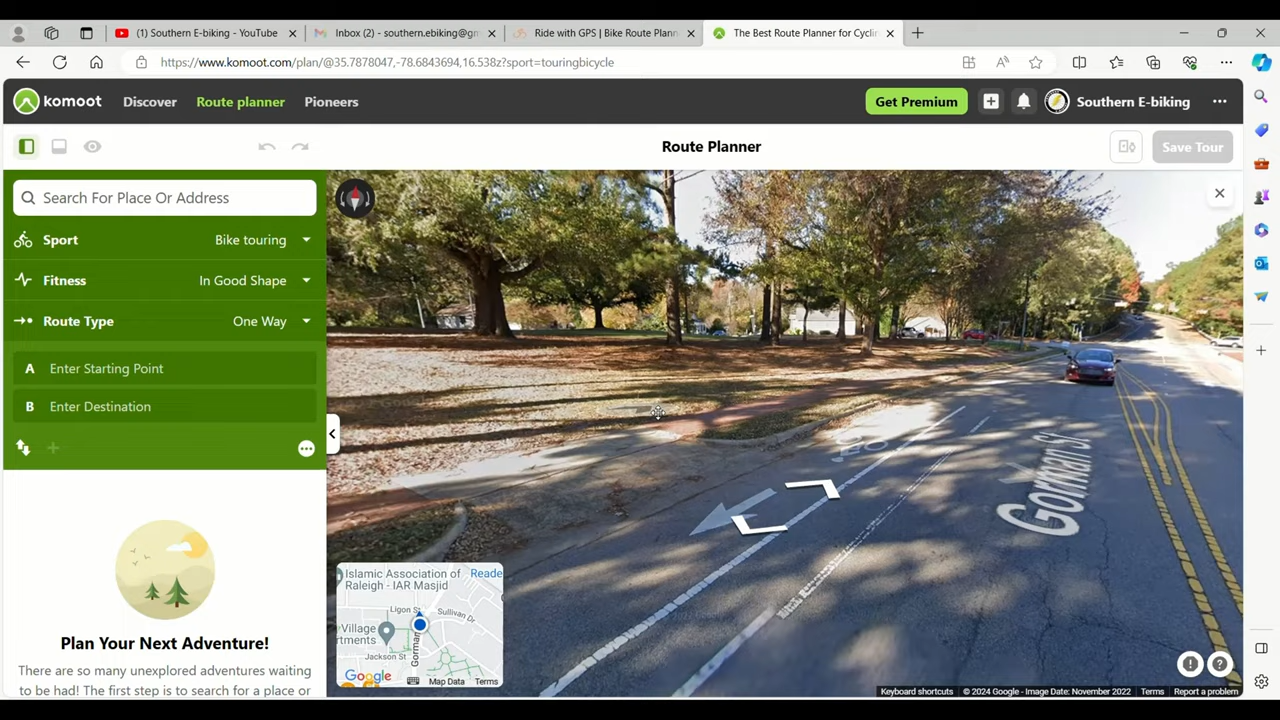 (1) Southern E-biking - YouTube
Inbox (2) - southern.ebiking@gm
Ride with GPS | Bike Route Plann
The Best Route Planner for Cyclin
https://www.komoot.com/plan/@35.7878047,-78.6843694,16.538z?sport=touringbicycle
komoot
Discover
Route planner
Pioneers
Get Premium
Southern E-biking
Route Planner
Save Tour
Search For Place Or Address
Sport
Bike touring
Fitness
In Good Shape
Route Type
One Way
A Enter Starting Point
B Enter Destination
Plan Your Next Adventure!
There are so many unexplored adventures waiting
to be had! The first step is to search for a place or
Gorman St
Islamic Association of
Raleigh - IAR Masjid
Reade
Ligon St
Sullivan Dr
Village
rtments
Gorman
Jackson St
Google
Map Data
Terms
Keyboard shortcuts
© 2024 Google - Image Date: November 2022
Terms
Report a problem